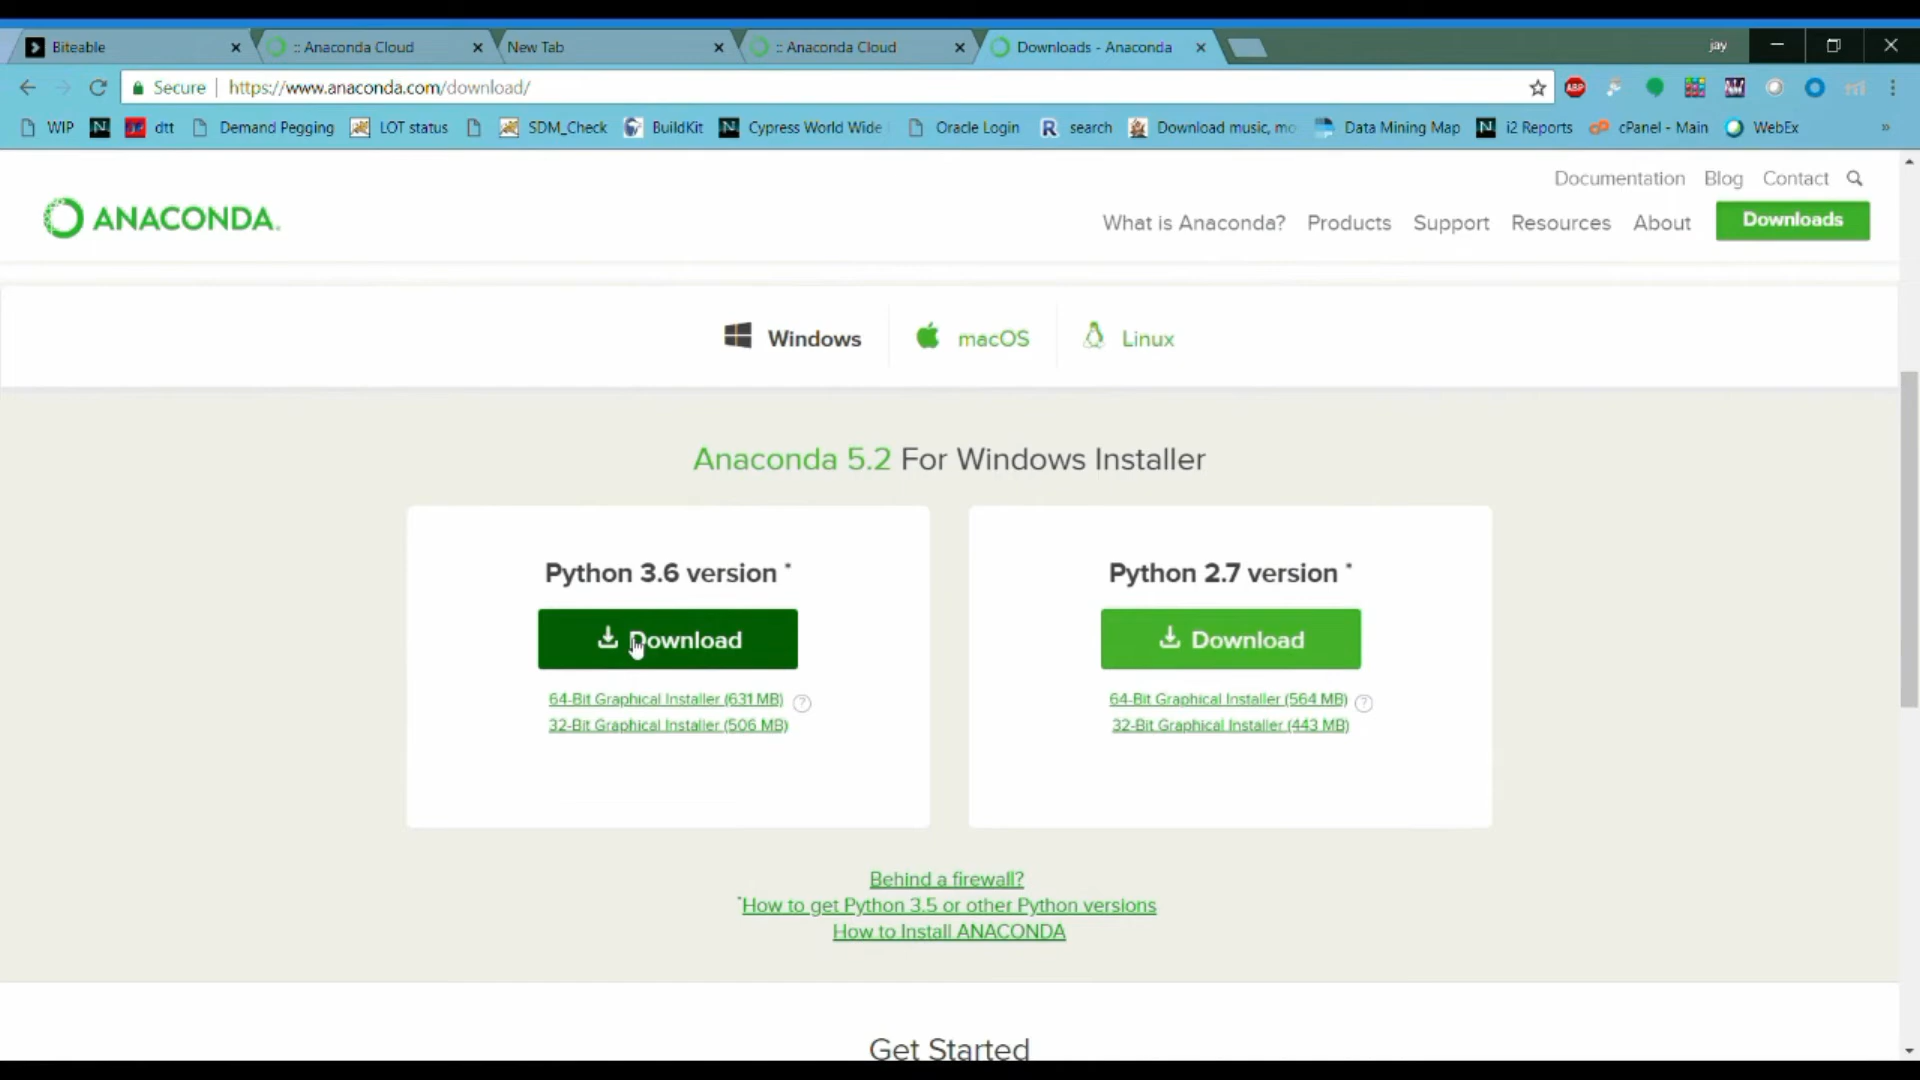 Biteable
:: Anaconda Cloud
New Tab
:: Anaconda Cloud
Downloads - Anaconda
jay
Secure
https://www.anaconda.com/download/
ABP
WIP
dtt
Demand Pegging
LOT status
SDM_Check
BuildKit
Cypress World Wide
Oracle Login
search
Download music, mo
Data Mining Map
i2 Reports
cPanel - Main
WebEx
»
Documentation Blog Contact
ANACONDA.
What is Anaconda? Products Support Resources About Downloads
Windows macOS Linux
Anaconda 5.2 For Windows Installer
Python 3.6 version *
Download
64-Bit Graphical Installer (631 MB) ?
32-Bit Graphical Installer (506 MB)
Python 2.7 version *
Download
64-Bit Graphical Installer (564 MB) ?
32-Bit Graphical Installer (443 MB)
Behind a firewall?
*How to get Python 3.5 or other Python versions
How to Install ANACONDA
Get Started